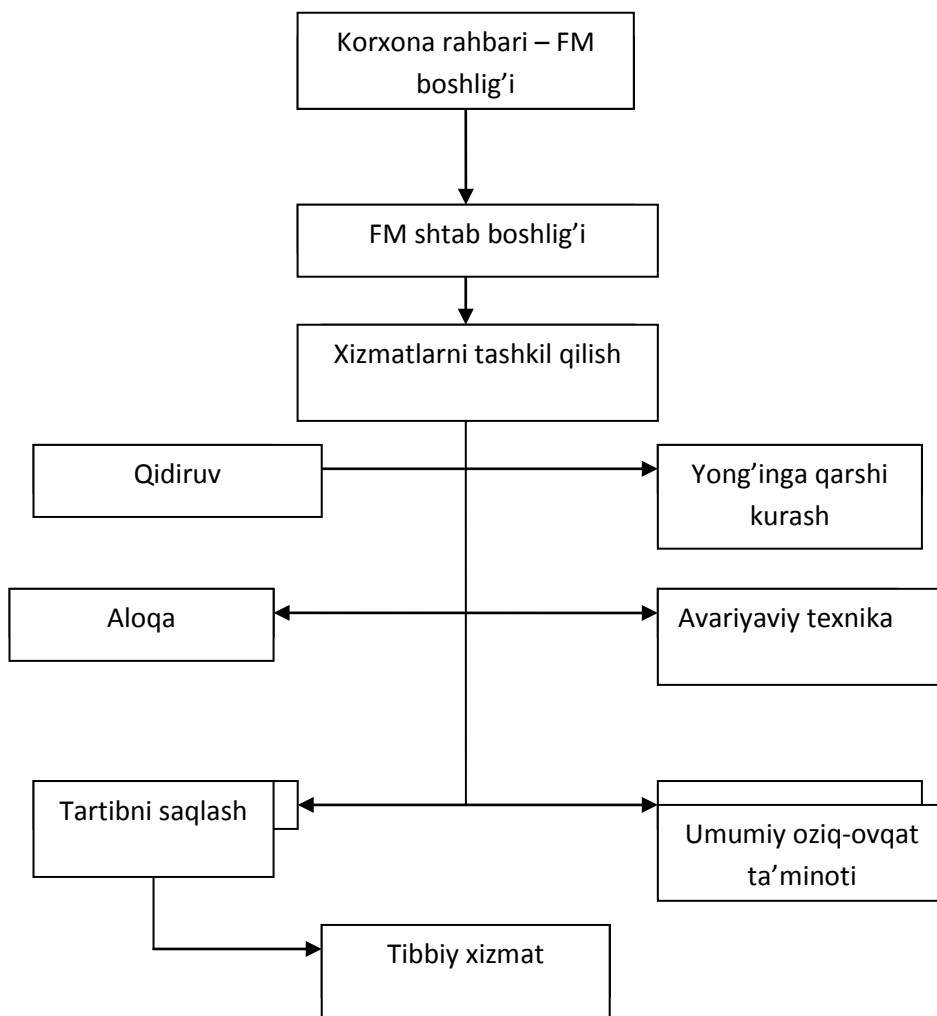 Korxona rahbari – FM
boshlig’i
FM shtab boshlig’i
Xizmatlarni tashkil qilish
Qidiruv
Yong’inga qarshi
kurash
Aloqa
Avariyaviy texnika
Tartibni saqlash
Umumiy oziq-ovqat
ta’minoti
Tibbiy xizmat